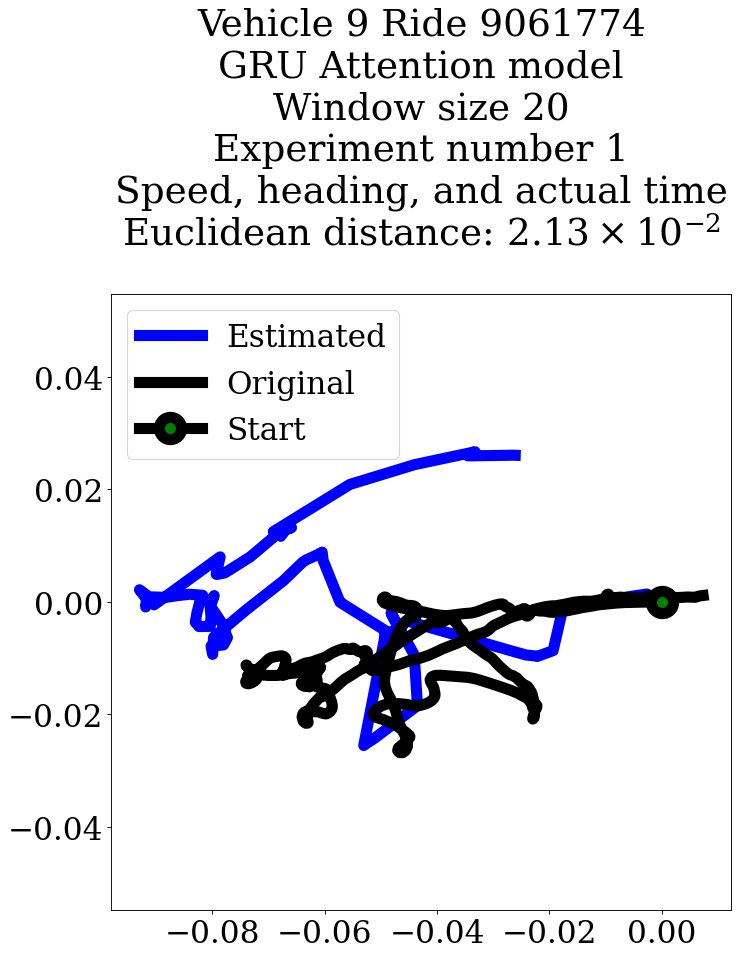 Vehicle 9 Ride 9061774
GRU Attention model
Window size 20
Experiment number 1
Speed, heading, and actual time
Euclidean distance: 2.13 × 10⁻²
Estimated
Original
Start
0.04
0.02
0.00
−0.02
−0.04
−0.08 −0.06 −0.04 −0.02 0.00